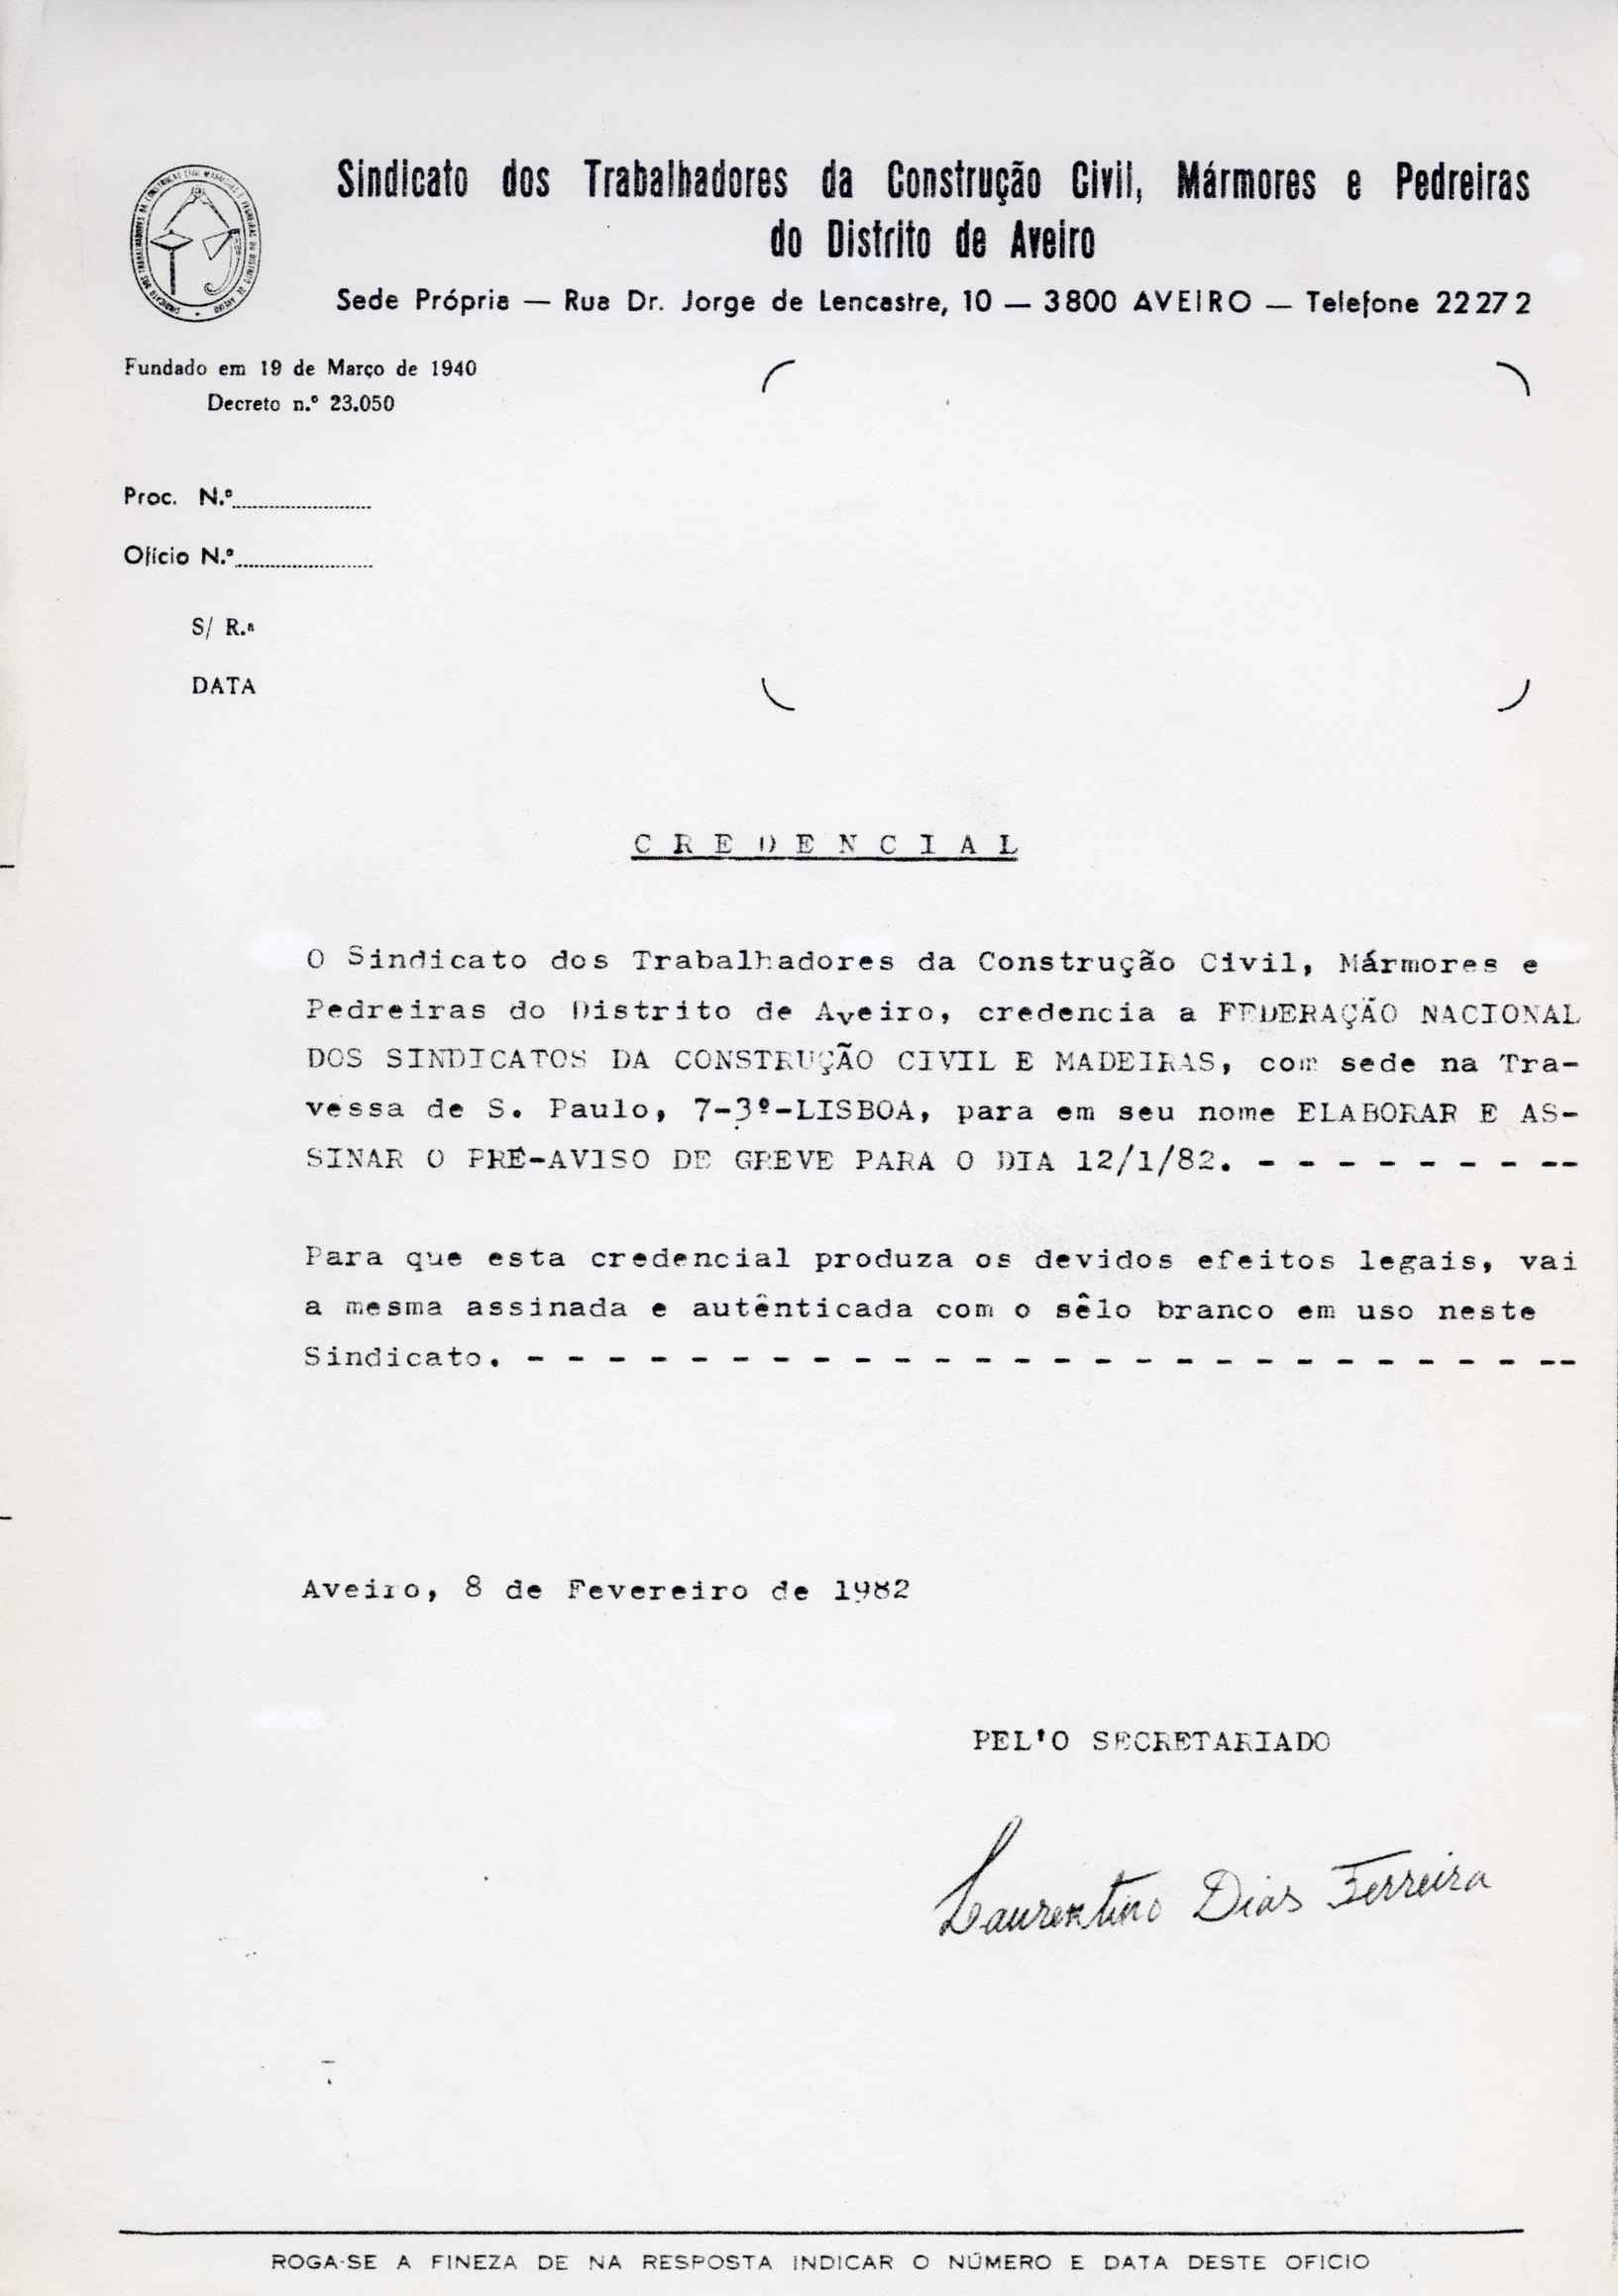 Sindicato dos Trabalhadores da Construção Civil, Mármores e Pedreiras
do Distrito de Aveiro
Sede Própria — Rua Dr. Jorge de Lencastre, 10 — 3800 AVEIRO — Telefone 22272
Fundado em 19 de Março de 1940
Decreto n.º 23.050
Proc. N.º
Ofício N.º
S/ R.ª
DATA
C R E D E N C I A L
O Sindicato dos Trabalhadores da Construção Civil, Mármores e
Pedreiras do Distrito de Aveiro, credencia a FEDERAÇÃO NACIONAL
DOS SINDICATOS DA CONSTRUÇÃO CIVIL E MADEIRAS, com sede na Tra-
vessa de S. Paulo, 7-3º-LISBOA, para em seu nome ELABORAR E AS-
SINAR O PRÉ-AVISO DE GREVE PARA O DIA 12/1/82. - - - - - - - --
Para que esta credencial produza os devidos efeitos legais, vai
a mesma assinada e autênticada com o sêlo branco em uso neste
Sindicato. - - - - - - - - - - - - - - - - - - - - - - - - - --
Aveiro, 8 de Fevereiro de 1982
PEL'O SECRETARIADO
Laurentino Dias Ferreira
ROGA-SE A FINEZA DE NA RESPOSTA INDICAR O NÚMERO E DATA DESTE OFICIO